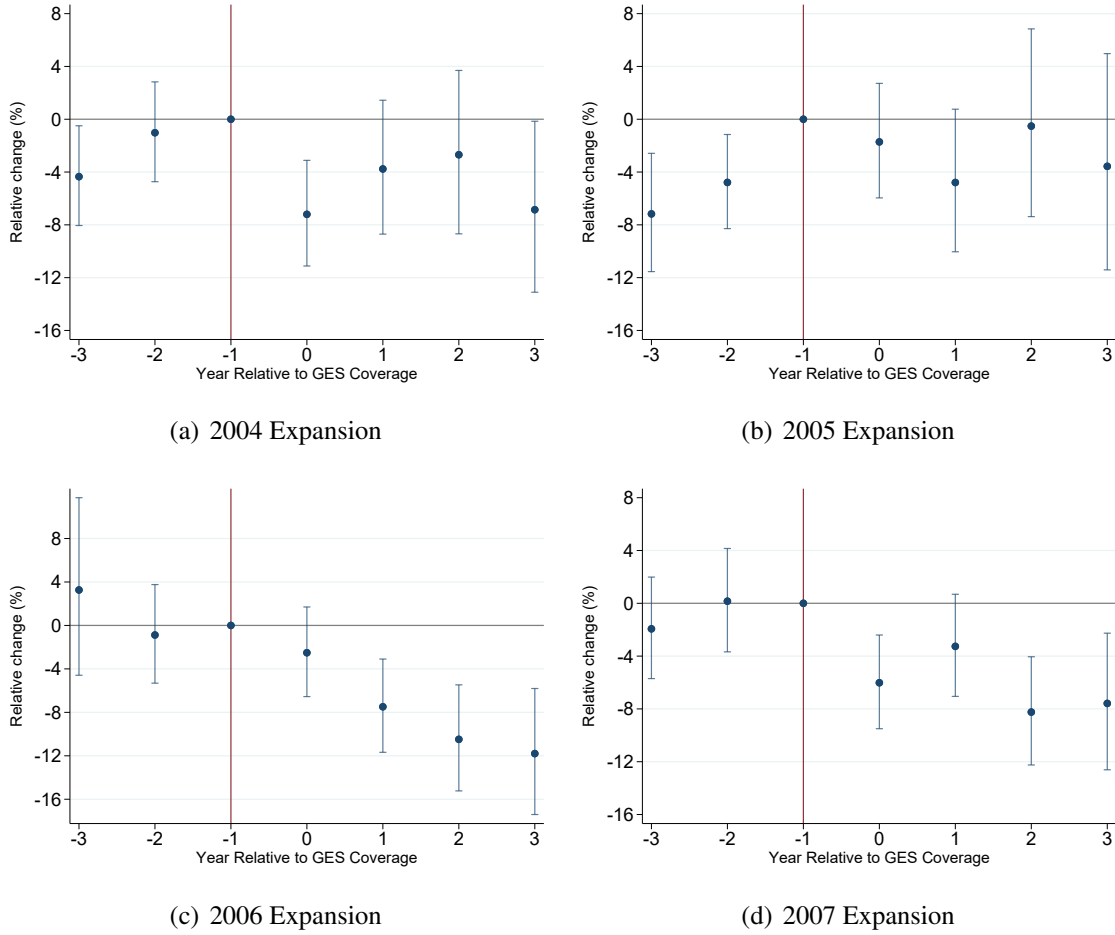 8
4
0
-4
-8
-12
-16
Relative change (%)
-3 -2 -1 0 1 2 3
Year Relative to GES Coverage
(a) 2004 Expansion
8
4
0
-4
-8
-12
-16
Relative change (%)
-3 -2 -1 0 1 2 3
Year Relative to GES Coverage
(b) 2005 Expansion
8
4
0
-4
-8
-12
-16
Relative change (%)
-3 -2 -1 0 1 2 3
Year Relative to GES Coverage
(c) 2006 Expansion
8
4
0
-4
-8
-12
-16
Relative change (%)
-3 -2 -1 0 1 2 3
Year Relative to GES Coverage
(d) 2007 Expansion